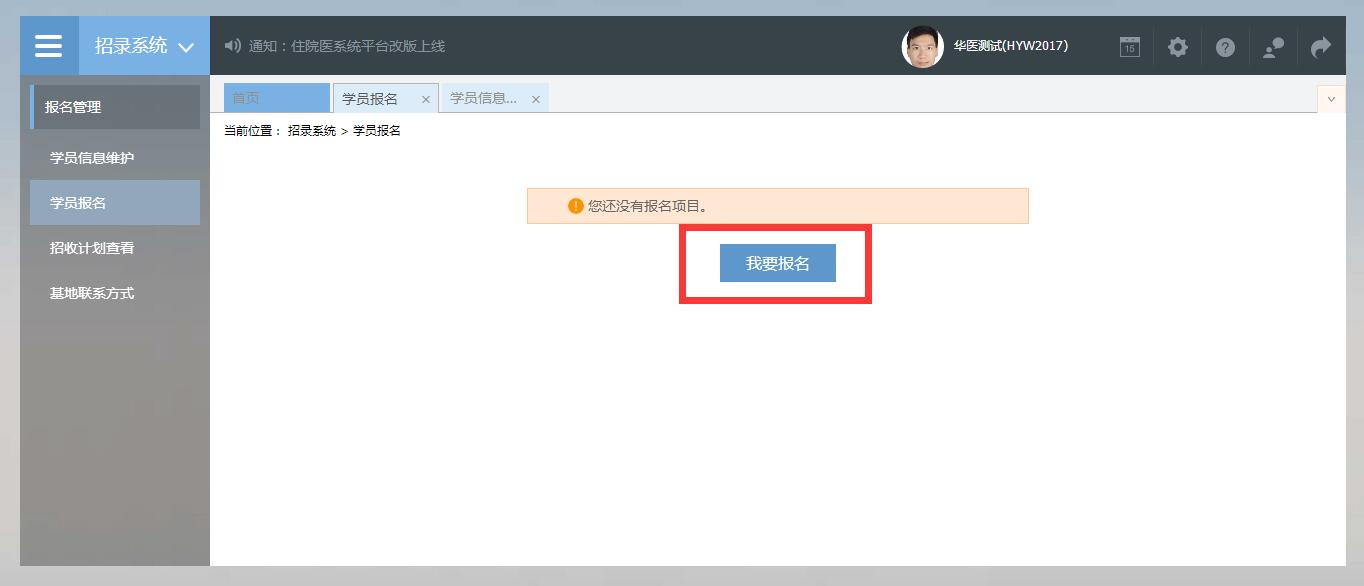 招录系统
通知：住院医系统平台改版上线
华医测试(HYW2017)
15
报名管理
学员信息维护
学员报名
招收计划查看
基地联系方式
首页
学员报名
学员信息...
当前位置： 招录系统 > 学员报名
您还没有报名项目。
我要报名